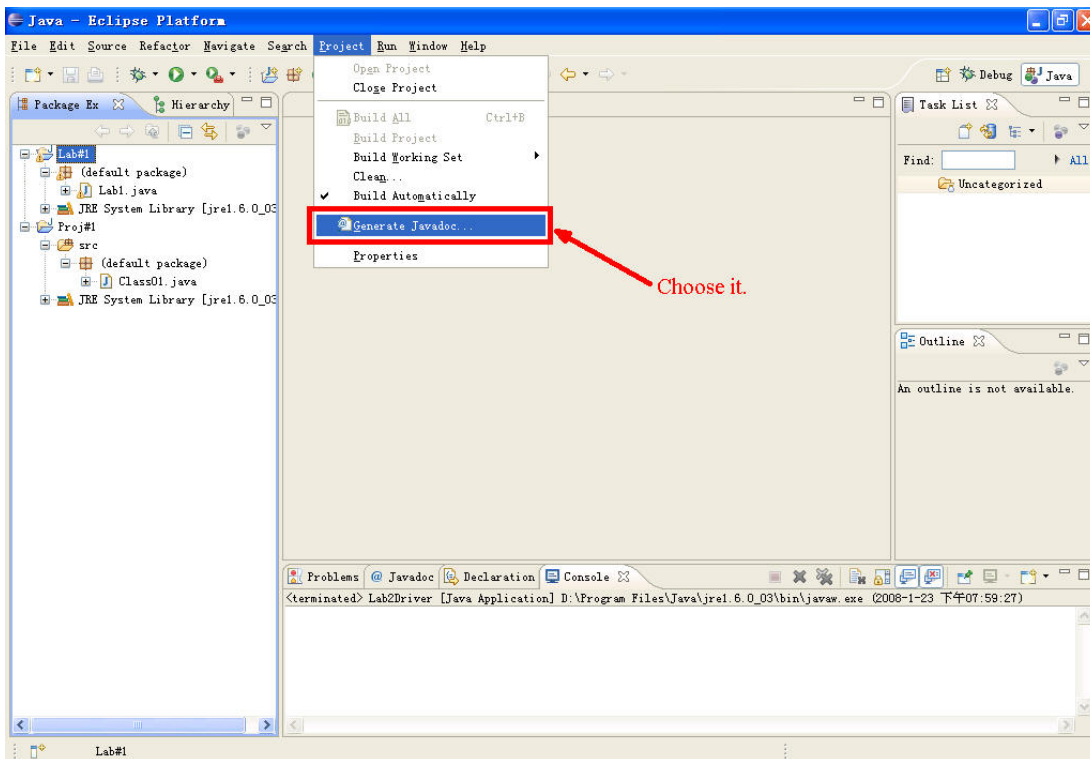 Java - Eclipse Platform
File Edit Source Refactor Navigate Search Project Run Window Help
Debug Java
Package Ex Hierarchy
Lab#1
(default package)
Lab1.java
JRE System Library [jre1.6.0_03
Proj#1
src
(default package)
Class01.java
JRE System Library [jre1.6.0_03
Open Project
Close Project
Build All Ctrl+B
Build Project
Build Working Set
Clean...
Build Automatically
Generate Javadoc...
Properties
Choose it.
Task List
Find: All
Uncategorized
Outline
An outline is not available.
Problems @ Javadoc Declaration Console
<terminated> Lab2Driver [Java Application] D:\Program Files\Java\jre1.6.0_03\bin\javaw.exe (2008-1-23 下午07:59:27)
Lab#1